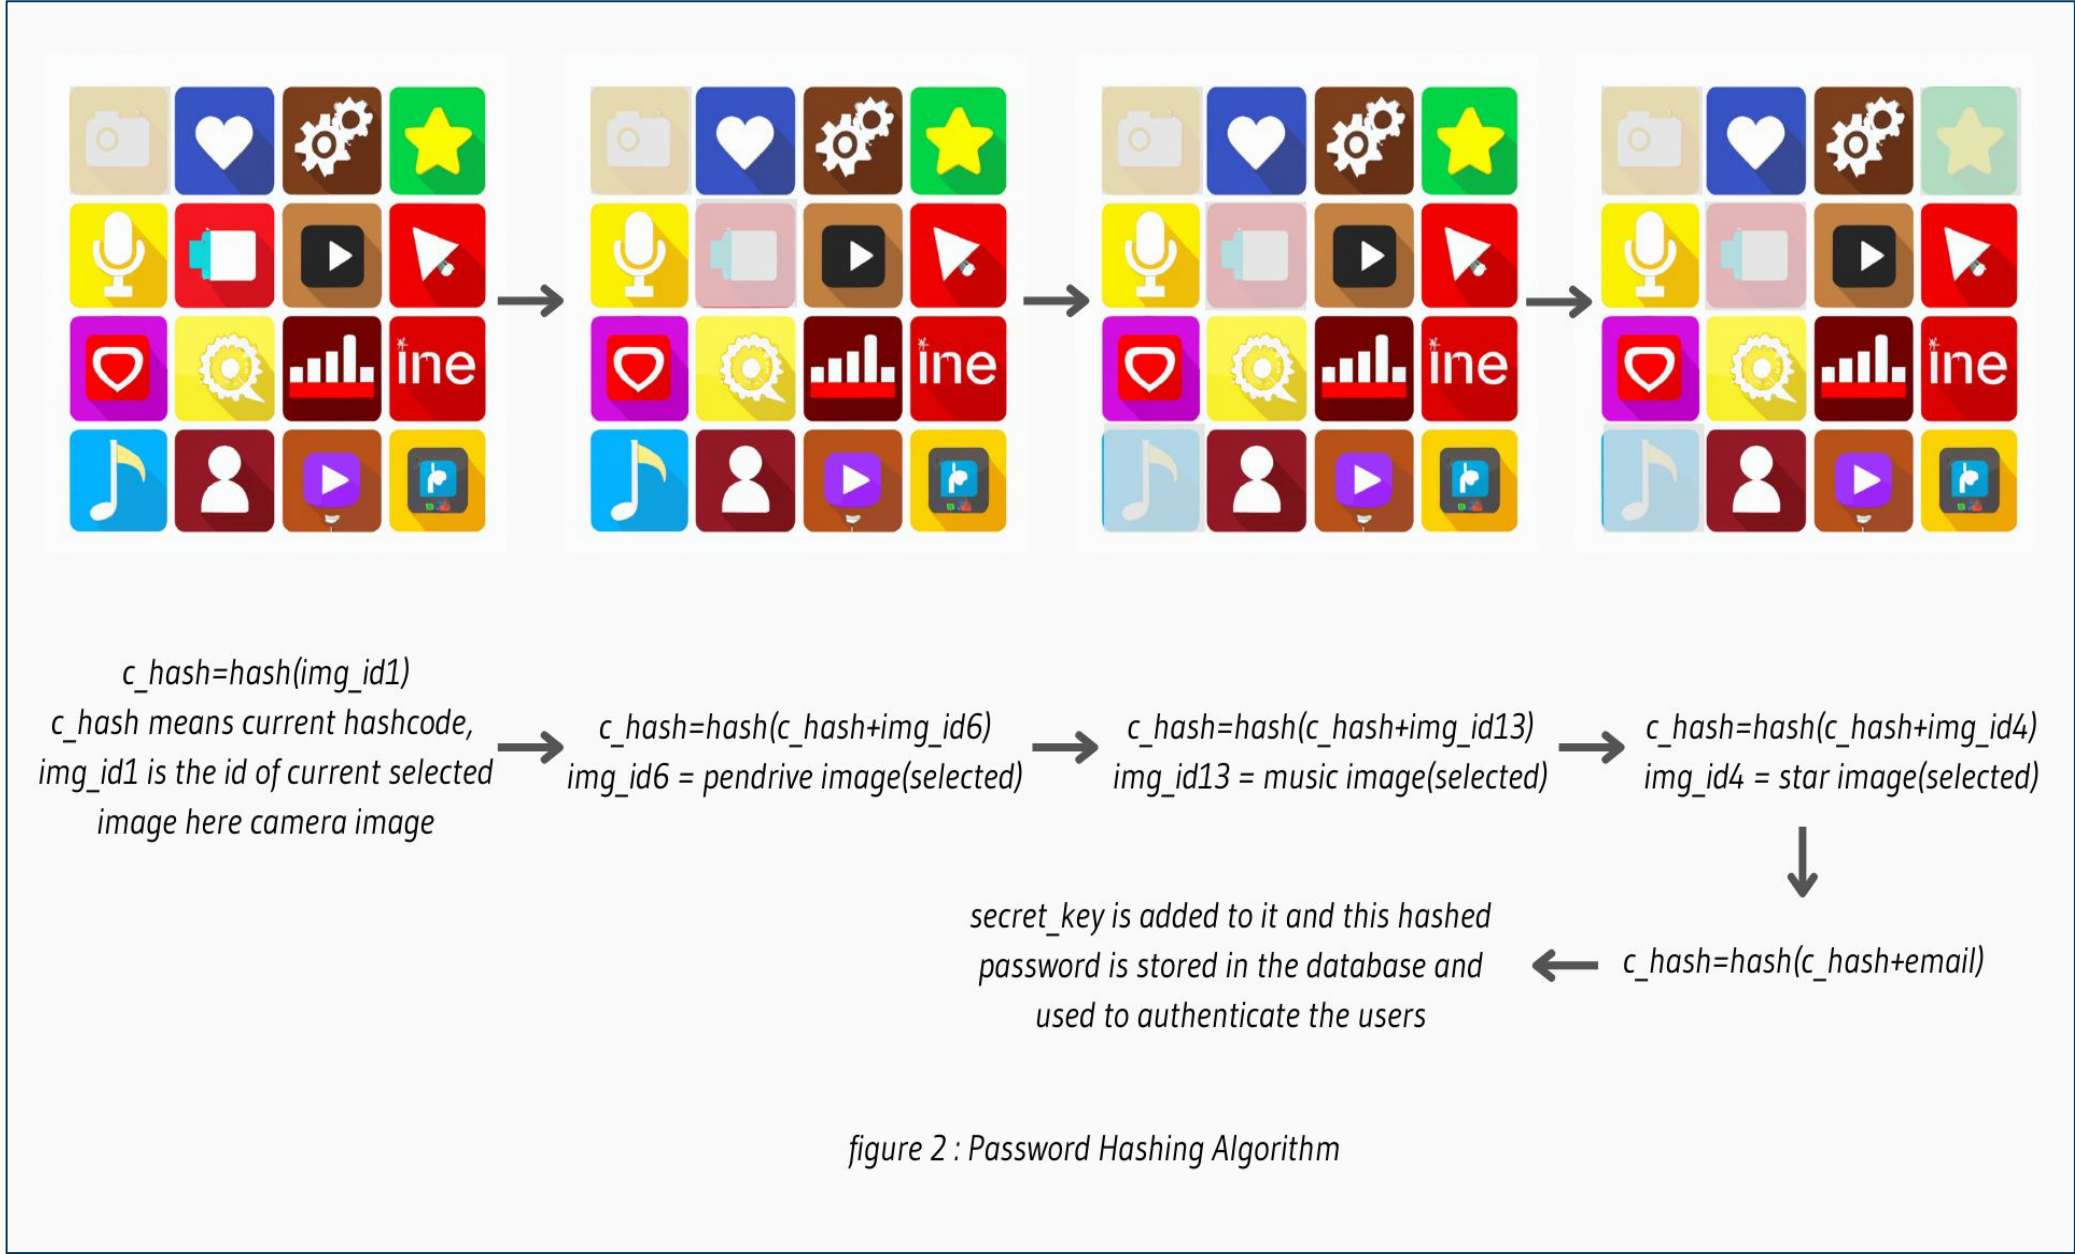 ine
ine
ine
ine
c_hash=hash(img_id1)
c_hash means current hashcode,
img_id1 is the id of current selected
image here camera image
c_hash=hash(c_hash+img_id6)
img_id6 = pendrive image(selected)
c_hash=hash(c_hash+img_id13)
img_id13 = music image(selected)
c_hash=hash(c_hash+img_id4)
img_id4 = star image(selected)
c_hash=hash(c_hash+email)
secret_key is added to it and this hashed
password is stored in the database and
used to authenticate the users
figure 2 : Password Hashing Algorithm